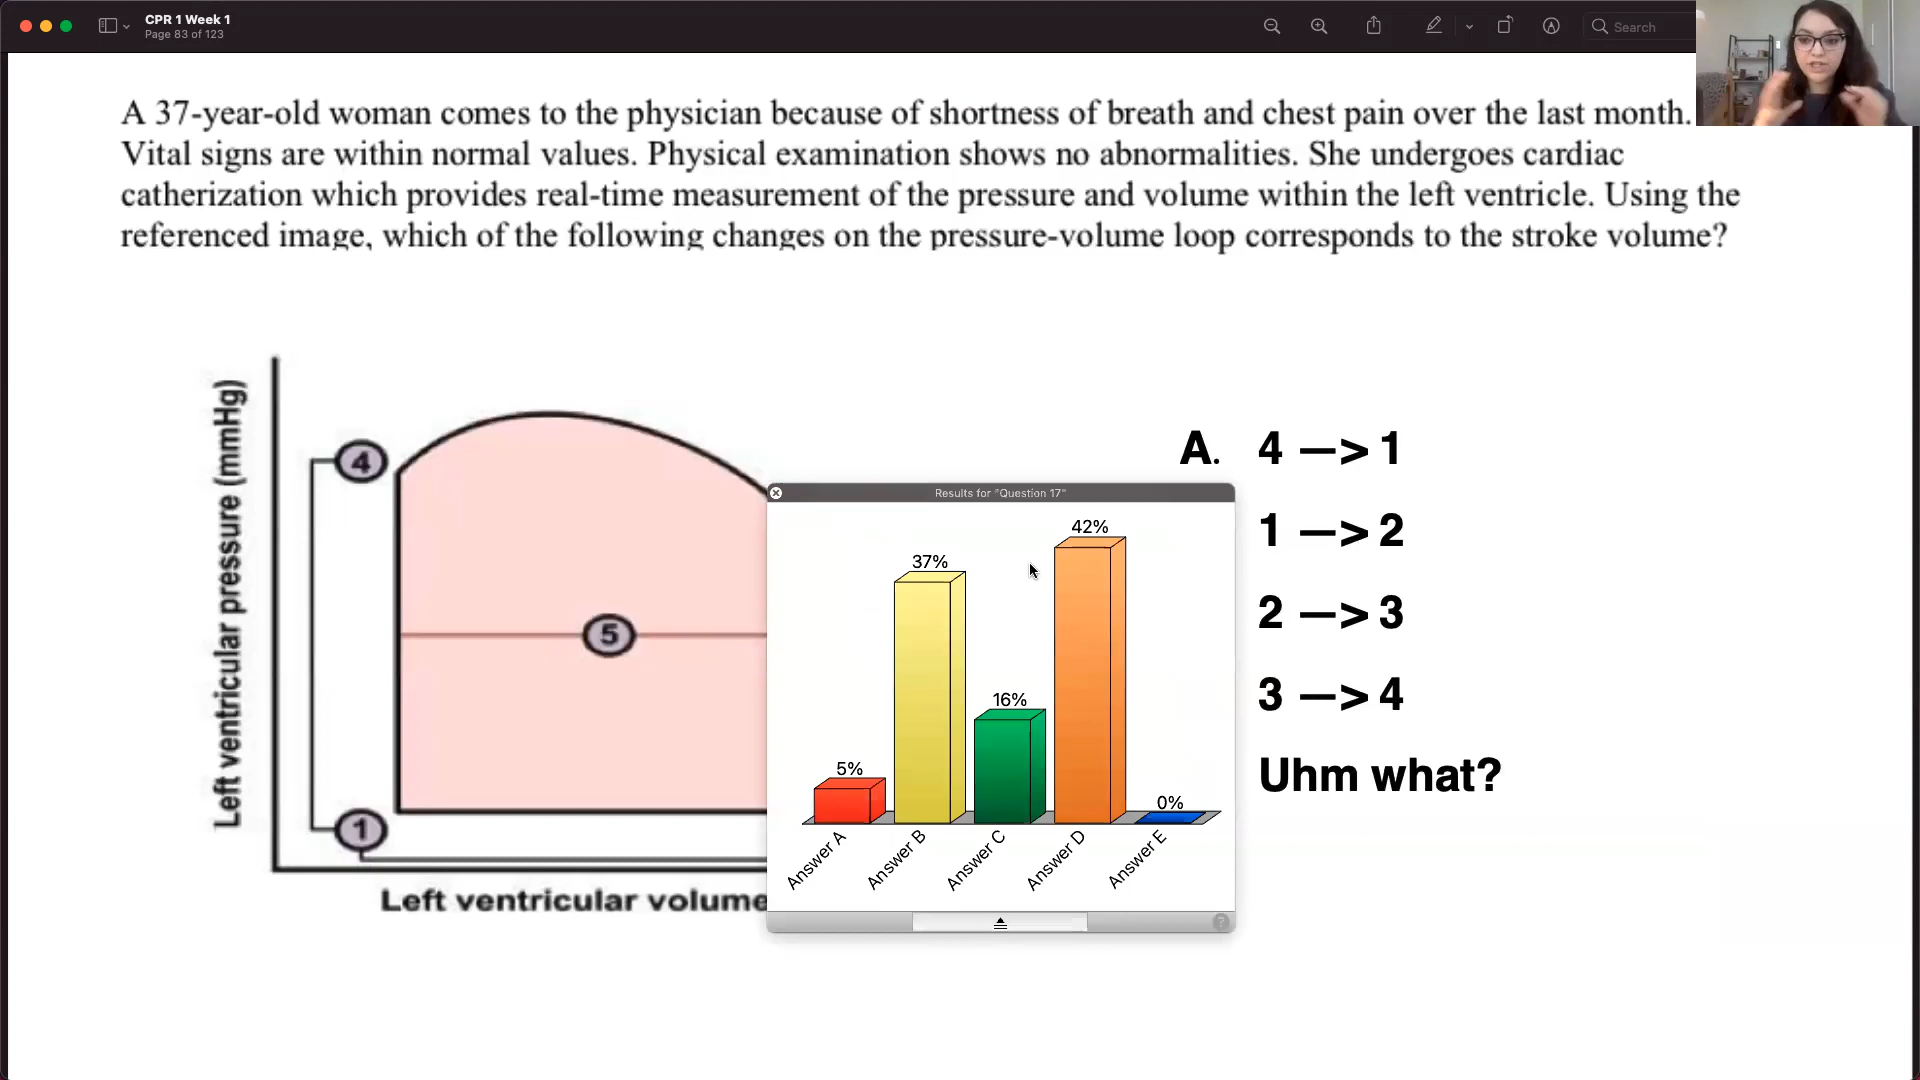 CPR 1 Week 1
Page 83 of 123
Search
A 37-year-old woman comes to the physician because of shortness of breath and chest pain over the last month.
Vital signs are within normal values. Physical examination shows no abnormalities. She undergoes cardiac
catherization which provides real-time measurement of the pressure and volume within the left ventricle. Using the
referenced image, which of the following changes on the pressure-volume loop corresponds to the stroke volume?
Left ventricular pressure (mmHg)
4
5
1
Left ventricular volume
Results for "Question 17"
5%
37%
16%
42%
0%
Answer A
Answer B
Answer C
Answer D
Answer E
?
A. 4 —> 1
1 —> 2
2 —> 3
3 —> 4
Uhm what?